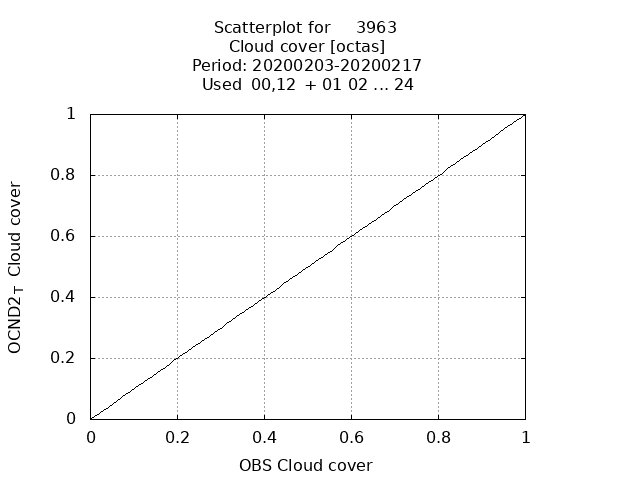 Scatterplot for 3963
Cloud cover [octas]
Period: 20200203-20200217
Used 00,12 + 01 02 ... 24
1
0.8
0.6
0.4
0.2
0
OCND2T Cloud cover
0 0.2 0.4 0.6 0.8 1
OBS Cloud cover